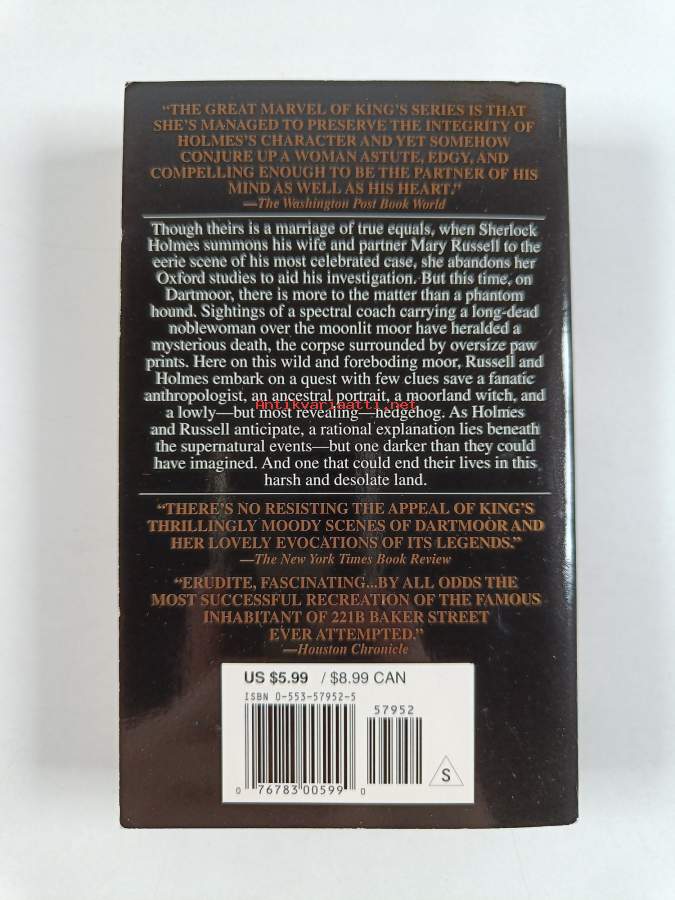 “THE GREAT MARVEL OF KING'S SERIES IS THAT
SHE'S MANAGED TO PRESERVE THE INTEGRITY OF
HOLMES'S CHARACTER AND YET SOMEHOW
CONJURE UP A WOMAN ASTUTE, EDGY, AND
COMPELLING ENOUGH TO BE THE PARTNER OF HIS
MIND AS WELL AS HIS HEART.”
—The Washington Post Book World
Though theirs is a marriage of true equals, when Sherlock
Holmes summons his wife and partner Mary Russell to the
eerie scene of his most celebrated case, she abandons her
Oxford studies to aid his investigation. But this time, on
Dartmoor, there is more to the matter than a phantom
hound. Sightings of a spectral coach carrying a long-dead
noblewoman over the moonlit moor have heralded a
mysterious death, the corpse surrounded by oversize paw
prints. Here on this wild and foreboding moor, Russell and
Holmes embark on a quest with few clues save a fanatic
anthropologist, an ancestral portrait, a moorland witch, and
Antikvariaatti.net
a lowly—but most revealing—hedgehog. As Holmes
and Russell anticipate, a rational explanation lies beneath
the supernatural events—but one darker than they could
have imagined. And one that could end their lives in this
harsh and desolate land.
“THERE'S NO RESISTING THE APPEAL OF KING'S
THRILLINGLY MOODY SCENES OF DARTMOOR AND
HER LOVELY EVOCATIONS OF ITS LEGENDS.”
—The New York Times Book Review
“ERUDITE, FASCINATING...BY ALL ODDS THE
MOST SUCCESSFUL RECREATION OF THE FAMOUS
INHABITANT OF 221B BAKER STREET
EVER ATTEMPTED.”
—Houston Chronicle
US $5.99 / $8.99 CAN
ISBN 0-553-57952-5
57952
S
0 76783 00599 0